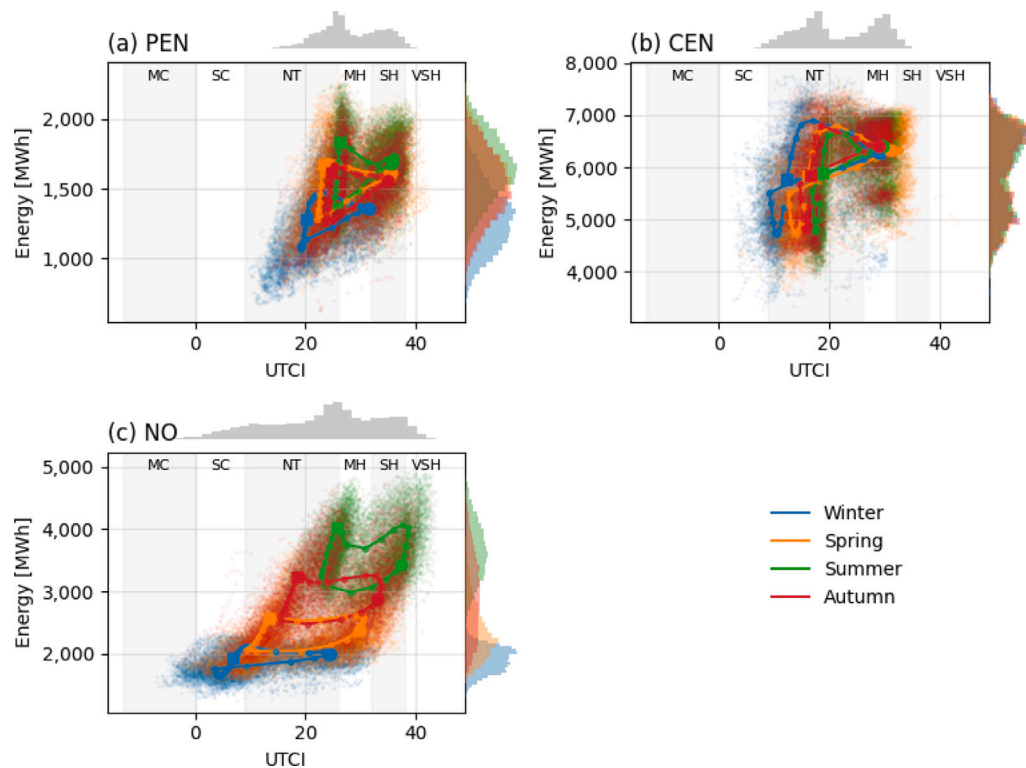 (a) PEN
MC SC NT MH SH VSH
2,000
1,500
1,000
Energy [MWh]
0 20 40
UTCI
(b) CEN
MC SC NT MH SH VSH
8,000
7,000
6,000
5,000
4,000
Energy [MWh]
0 20 40
UTCI
(c) NO
MC SC NT MH SH VSH
5,000
4,000
3,000
2,000
Energy [MWh]
0 20 40
UTCI
Winter
Spring
Summer
Autumn